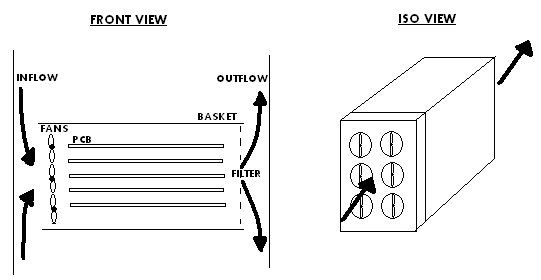 FRONT VIEW
ISO VIEW
INFLOW
OUTFLOW
BASKET
FANS
PCB
FILTER